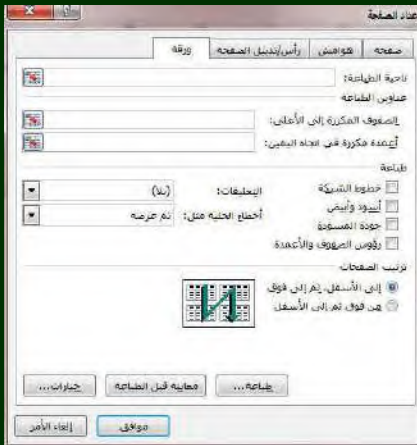 إعداد الصفحة
صفحة
هوامش
رأس/تذييل الصفحة
ورقة
ناحية الطباعة:
عناوين الطباعة
الصفوف المكررة إلى الأعلى:
أعمدة مكررة في اتجاه اليمين:
طباعة
خطوط الشبكة
التعليقات:
(بلا)
أسود وأبيض
أخطاء الخلية مثل:
تم عرضه
جودة المسودة
رؤوس الصفوف والأعمدة
ترتيب الصفحات
إلى الأسفل، ثم إلى فوق
من فوق ثم إلى الأسفل
طباعة...
معاينة قبل الطباعة
خيارات...
موافق
إلغاء الأمر